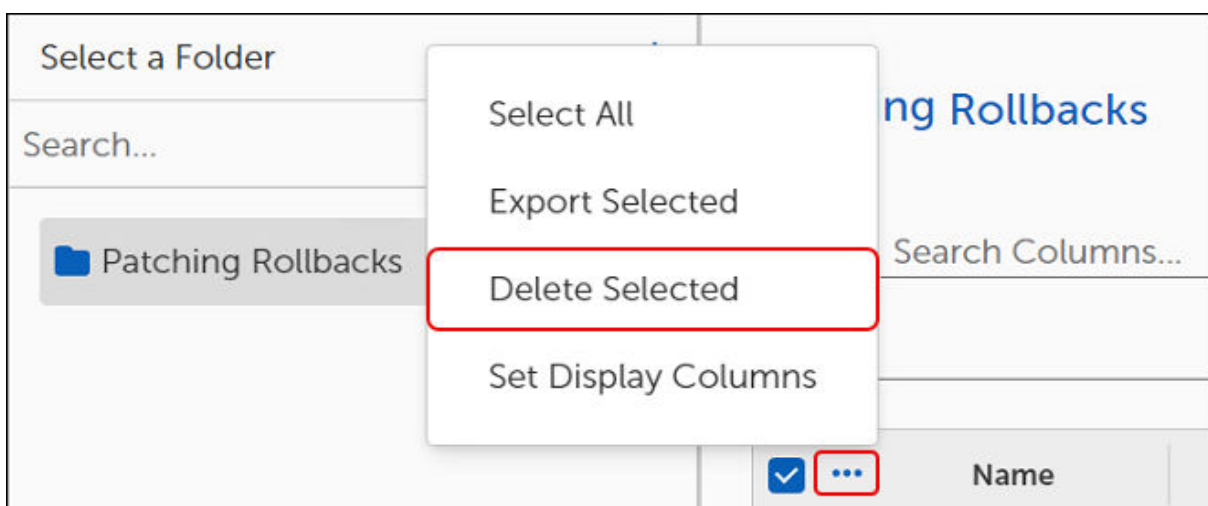 Select a Folder
Search...
Patching Rollbacks
Select All
Export Selected
Delete Selected
Set Display Columns
ng Rollbacks
Search Columns...
Name